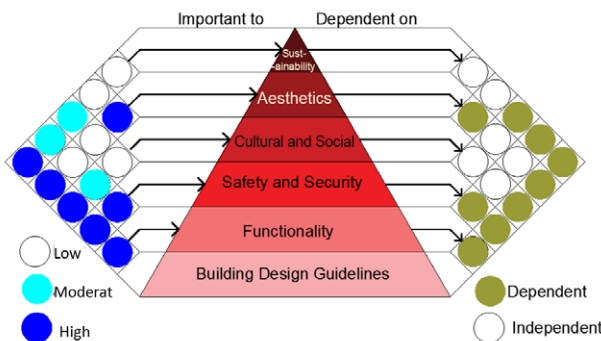 Important to
Dependent on
Sust-
-ainability
Aesthetics
Cultural and Social
Safety and Security
Functionality
Building Design Guidelines
Low
Moderat
High
Dependent
Independent